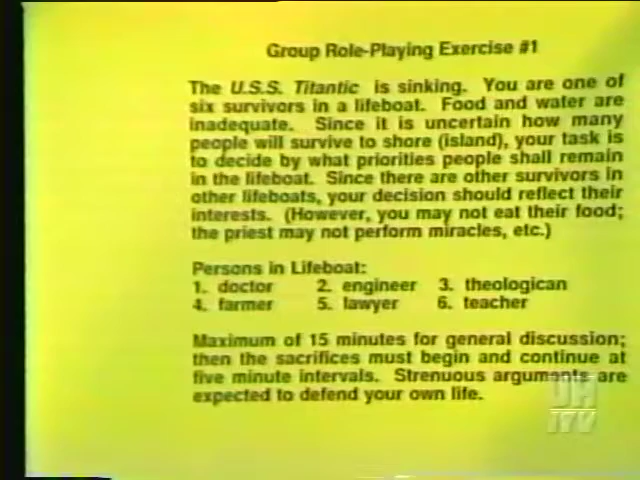 Group Role-Playing Exercise #1
The U.S.S. Titantic is sinking. You are one of
six survivors in a lifeboat. Food and water are
inadequate. Since it is uncertain how many
people will survive to shore (island), your task is
to decide by what priorities people shall remain
in the lifeboat. Since there are other survivors in
other lifeboats, your decision should reflect their
interests. (However, you may not eat their food;
the priest may not perform miracles, etc.)
Persons in Lifeboat:
1. doctor 2. engineer 3. theologican
4. farmer 5. lawyer 6. teacher
Maximum of 15 minutes for general discussion;
then the sacrifices must begin and continue at
five minute intervals. Strenuous arguments are
expected to defend your own life.
UH
ITV